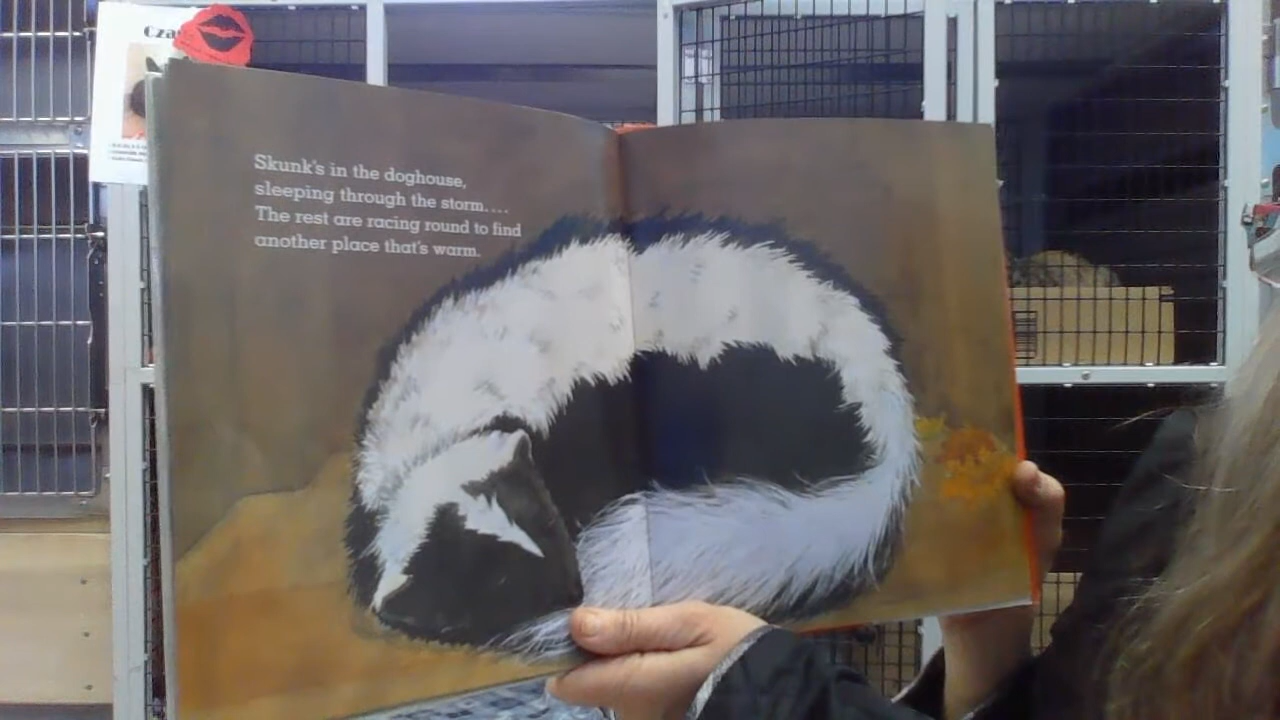 Cza
Skunk's in the doghouse,
sleeping through the storm....
The rest are racing round to find
another place that's warm.